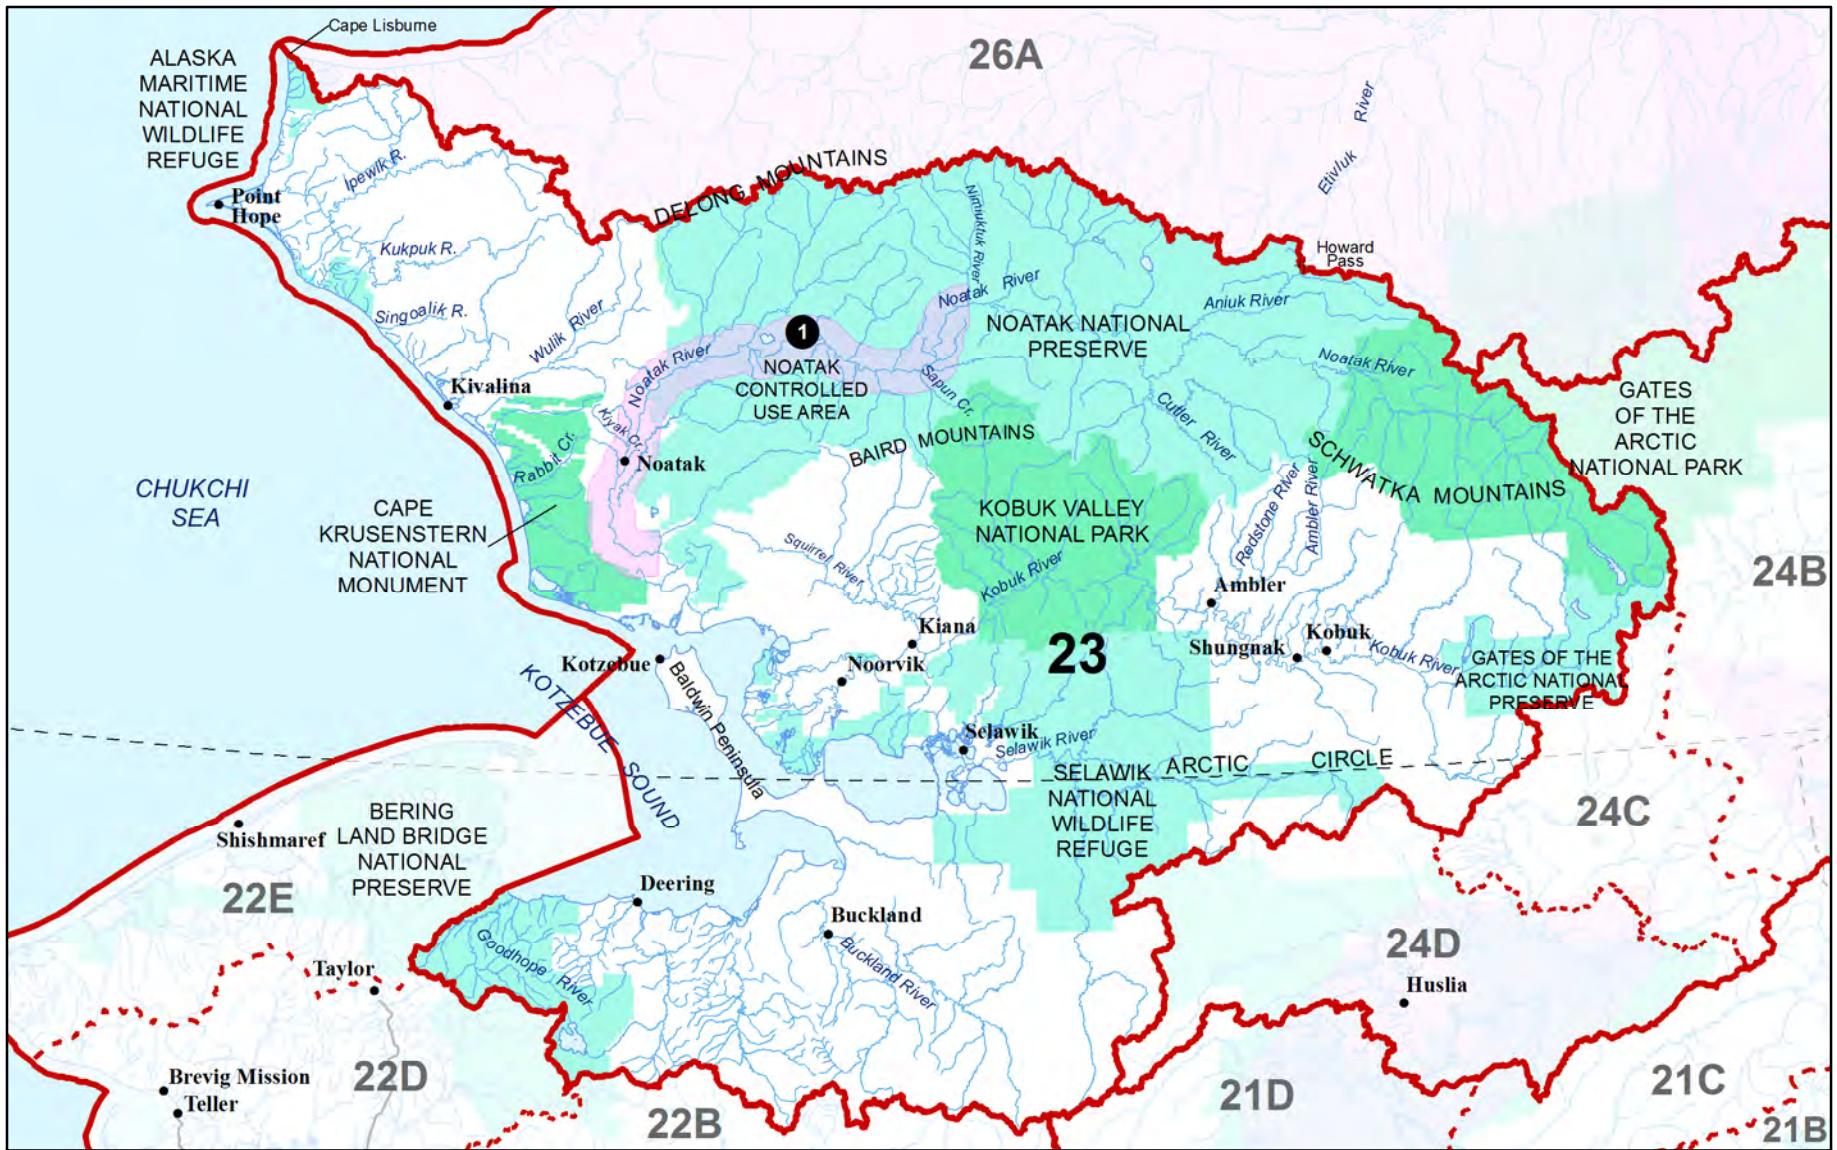 Cape Lisburne
26A
ALASKA
MARITIME
NATIONAL
WILDLIFE
REFUGE
Etivluk River
Ipewik R.
DELONG MOUNTAINS
Point
Hope
Nimiuktuk River
Kukpuk R.
Howard
Pass
Noatak River
Aniuk River
Singoalik R.
Wulik River
1
NOATAK NATIONAL
PRESERVE
Noatak River
NOATAK
CONTROLLED
USE AREA
Noatak River
Sapun Cr.
Kivalina
Cutler River
GATES
OF THE
ARCTIC
NATIONAL PARK
Kiyak Cr.
BAIRD MOUNTAINS
Rabbit Cr.
Noatak
SCHWATKA MOUNTAINS
CHUKCHI
SEA
CAPE
KRUSENSTERN
NATIONAL
MONUMENT
KOBUK VALLEY
NATIONAL PARK
Redstone River
Ambler River
Squirrel River
Kobuk River
24B
Ambler
Kiana
23
Kobuk
Shungnak
Kobuk River
Kotzebue
Noorvik
GATES OF THE
ARCTIC NATIONAL
PRESERVE
Baldwin Peninsula
KOTZEBUE SOUND
Selawik
Selawik River
ARCTIC CIRCLE
SELAWIK
NATIONAL
WILDLIFE
REFUGE
24C
BERING
LAND BRIDGE
NATIONAL
PRESERVE
Shishmaref
22E
Deering
Buckland
Buckland River
24D
Goodhope River
Taylor
Huslia
22D
Brevig Mission
Teller
21D
21C
22B
21B